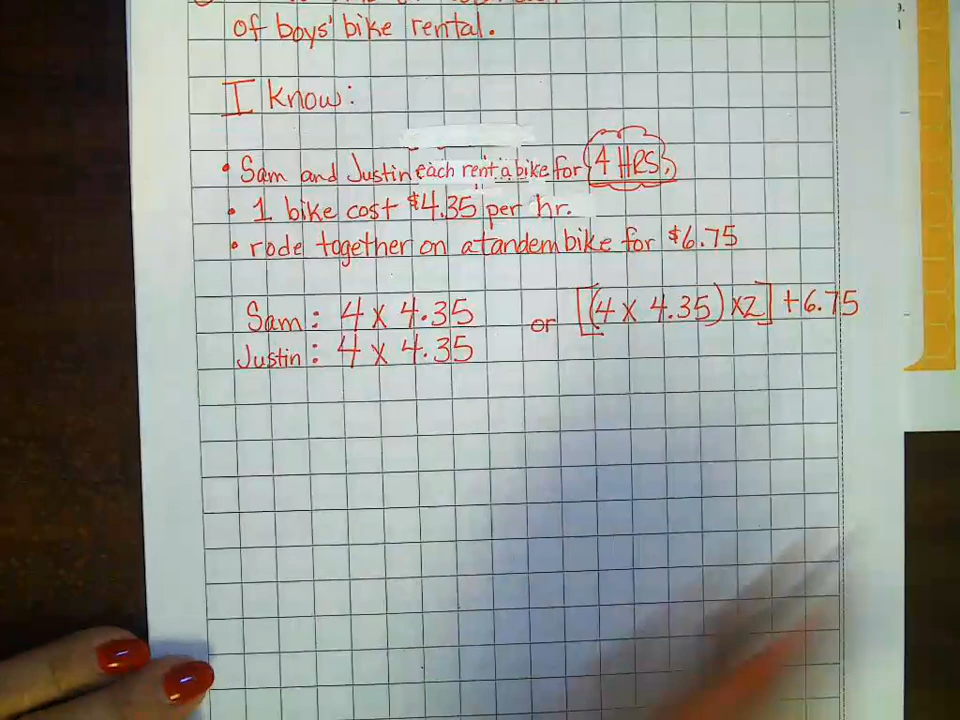 of boys' bike rental.
I know:
• Sam and Justin each rent a bike for 4 Hrs,
• 1 bike cost $4.35 per hr.
• rode together on a tandem bike for $6.75
Sam: 4 x 4.35 or [(4 x 4.35) x 2] + 6.75
Justin: 4 x 4.35